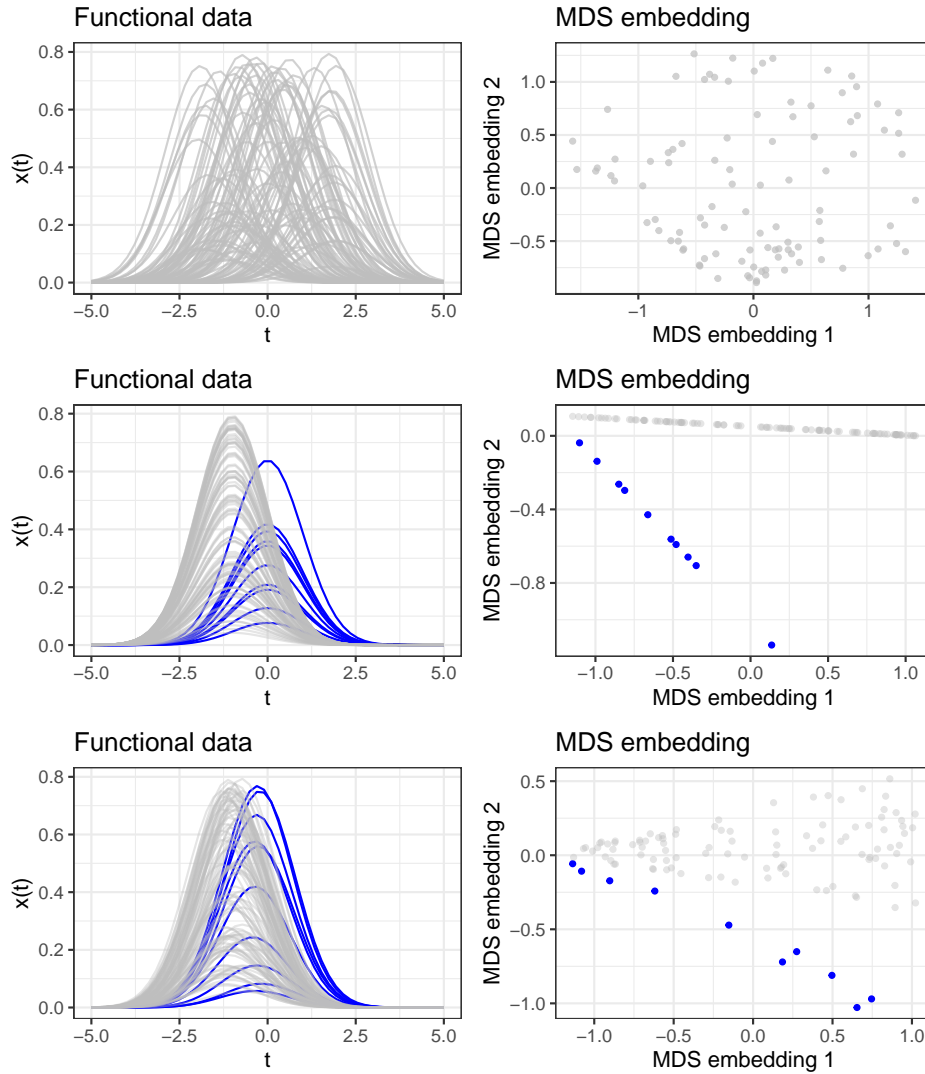 Functional data
MDS embedding
0.8
0.6
0.4
0.2
0.0
x(t)
−5.0 −2.5 0.0 2.5 5.0
t
1.0
0.5
0.0
−0.5
MDS embedding 2
−1 0 1
MDS embedding 1
Functional data
MDS embedding
0.8
0.6
0.4
0.2
0.0
x(t)
−5.0 −2.5 0.0 2.5 5.0
t
0.0
−0.4
−0.8
MDS embedding 2
−1.0 −0.5 0.0 0.5 1.0
MDS embedding 1
Functional data
MDS embedding
0.8
0.6
0.4
0.2
0.0
x(t)
−5.0 −2.5 0.0 2.5 5.0
t
0.5
0.0
−0.5
−1.0
MDS embedding 2
−1.0 −0.5 0.0 0.5 1.0
MDS embedding 1